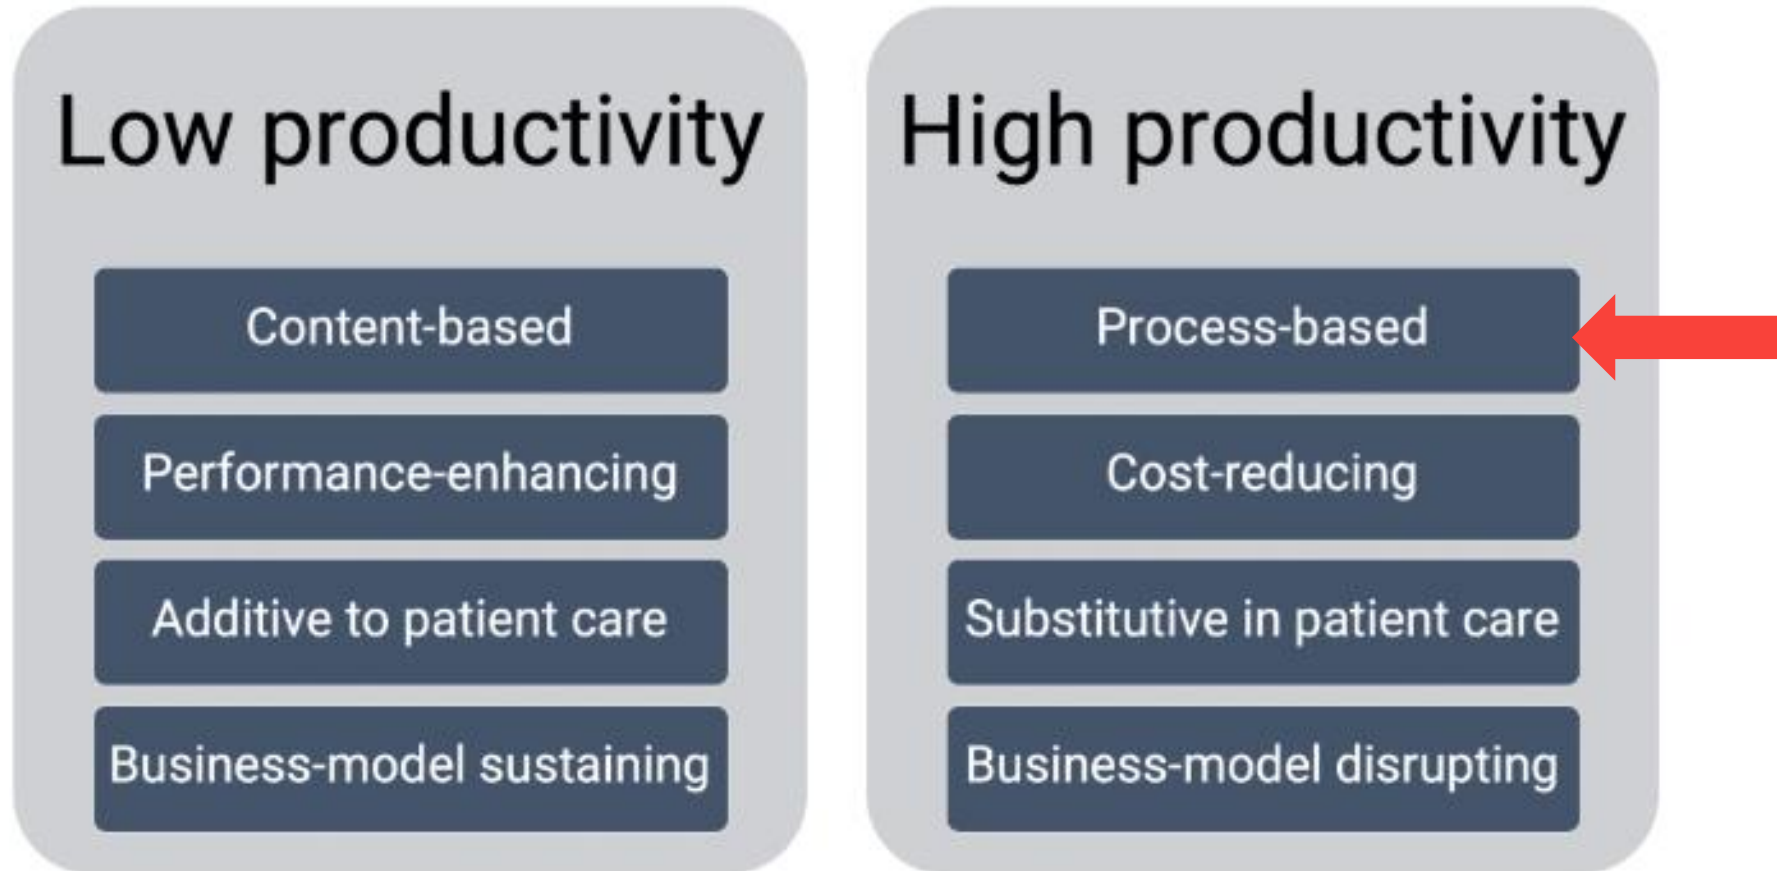 Low productivity
Content-based
Performance-enhancing
Additive to patient care
Business-model sustaining
High productivity
Process-based
Cost-reducing
Substitutive in patient care
Business-model disrupting